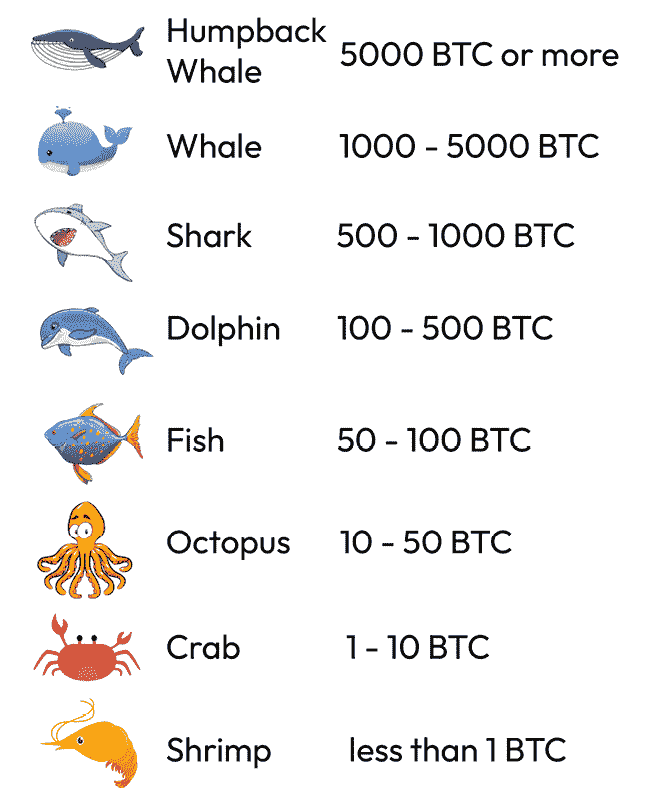 Humpback
Whale 5000 BTC or more
Whale 1000 - 5000 BTC
Shark 500 - 1000 BTC
Dolphin 100 - 500 BTC
Fish 50 - 100 BTC
Octopus 10 - 50 BTC
Crab 1 - 10 BTC
Shrimp less than 1 BTC